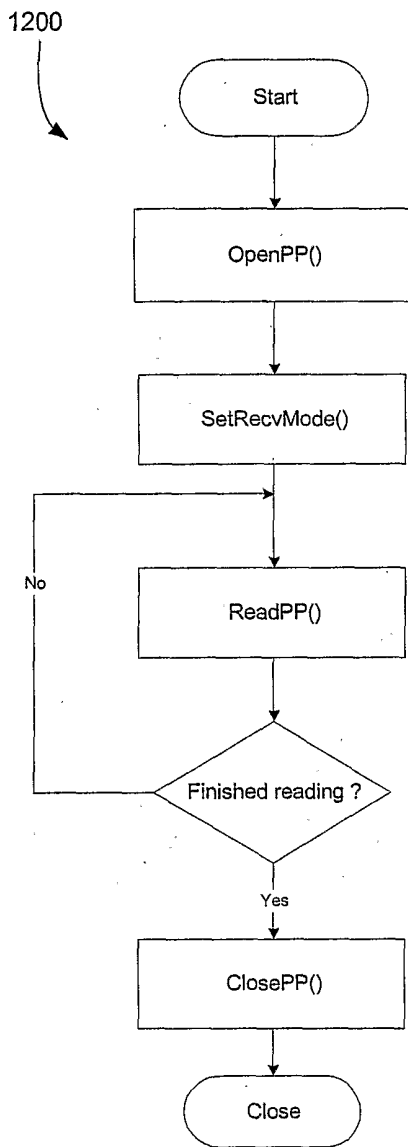 1200
Start
OpenPP()
SetRecvMode()
No
ReadPP()
Finished reading ?
Yes
ClosePP()
Close